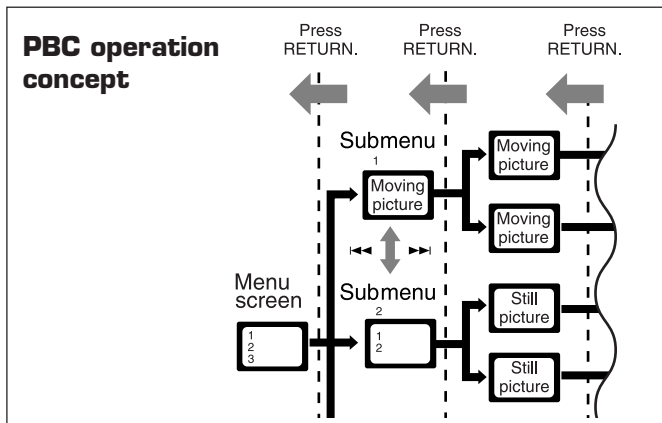 PBC operation
concept
Press
RETURN.
Press
RETURN.
Press
RETURN.
Submenu
1
Moving
picture
Moving
picture
Moving
picture
Menu
screen
1
2
3
Submenu
2
1
2
Still
picture
Still
picture